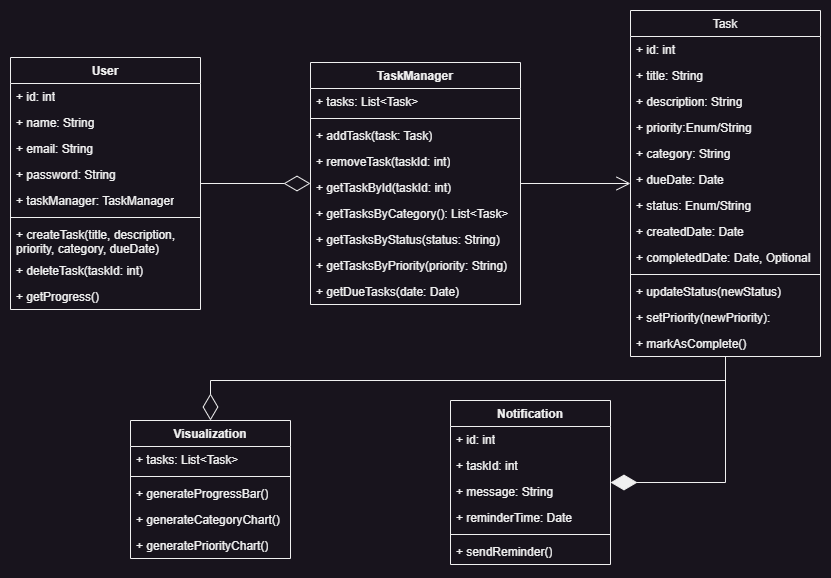 User
+ id: int
+ name: String
+ email: String
+ password: String
+ taskManager: TaskManager
+ createTask(title, description,
priority, category, dueDate)
+ deleteTask(taskId: int)
+ getProgress()
TaskManager
+ tasks: List<Task>
+ addTask(task: Task)
+ removeTask(taskId: int)
+ getTaskById(taskId: int)
+ getTasksByCategory(): List<Task>
+ getTasksByStatus(status: String)
+ getTasksByPriority(priority: String)
+ getDueTasks(date: Date)
Task
+ id: int
+ title: String
+ description: String
+ priority:Enum/String
+ category: String
+ dueDate: Date
+ status: Enum/String
+ createdDate: Date
+ completedDate: Date, Optional
+ updateStatus(newStatus)
+ setPriority(newPriority):
+ markAsComplete()
Visualization
+ tasks: List<Task>
+ generateProgressBar()
+ generateCategoryChart()
+ generatePriorityChart()
Notification
+ id: int
+ taskId: int
+ message: String
+ reminderTime: Date
+ sendReminder()